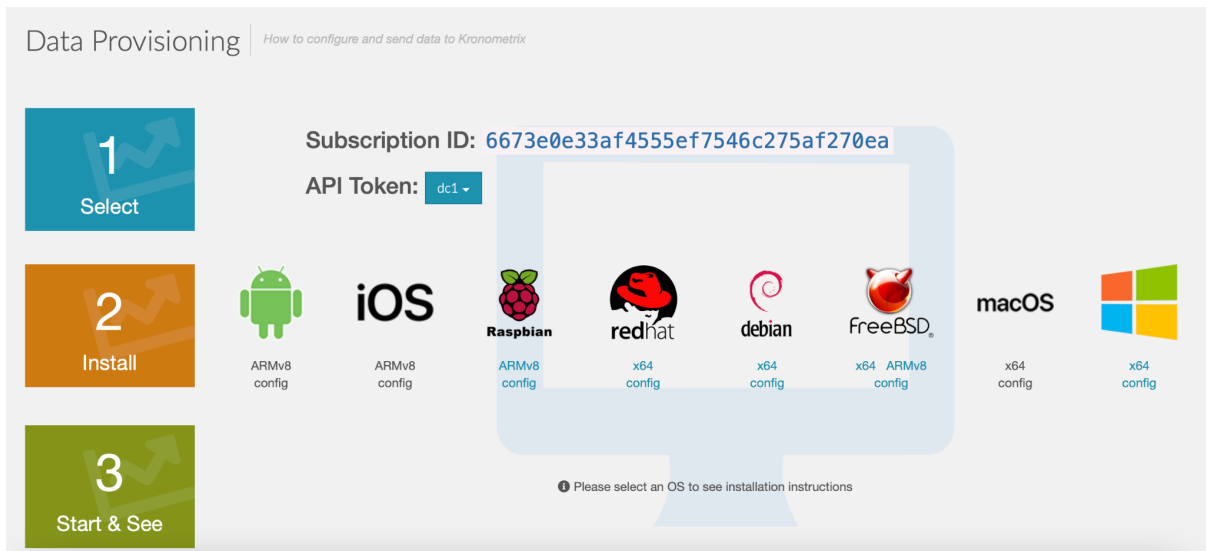 Data Provisioning
How to configure and send data to Kronometrix
1
Select
Subscription ID: 6673e0e33af4555ef7546c275af270ea
API Token: dc1
2
Install
iOS
Raspbian
redhat
debian
FreeBSD®
macOS
ARMv8 ARMv8 ARMv8 x64 x64 x64 ARMv8 x64 x64
config config config config config config config config
3
Start & See
Please select an OS to see installation instructions